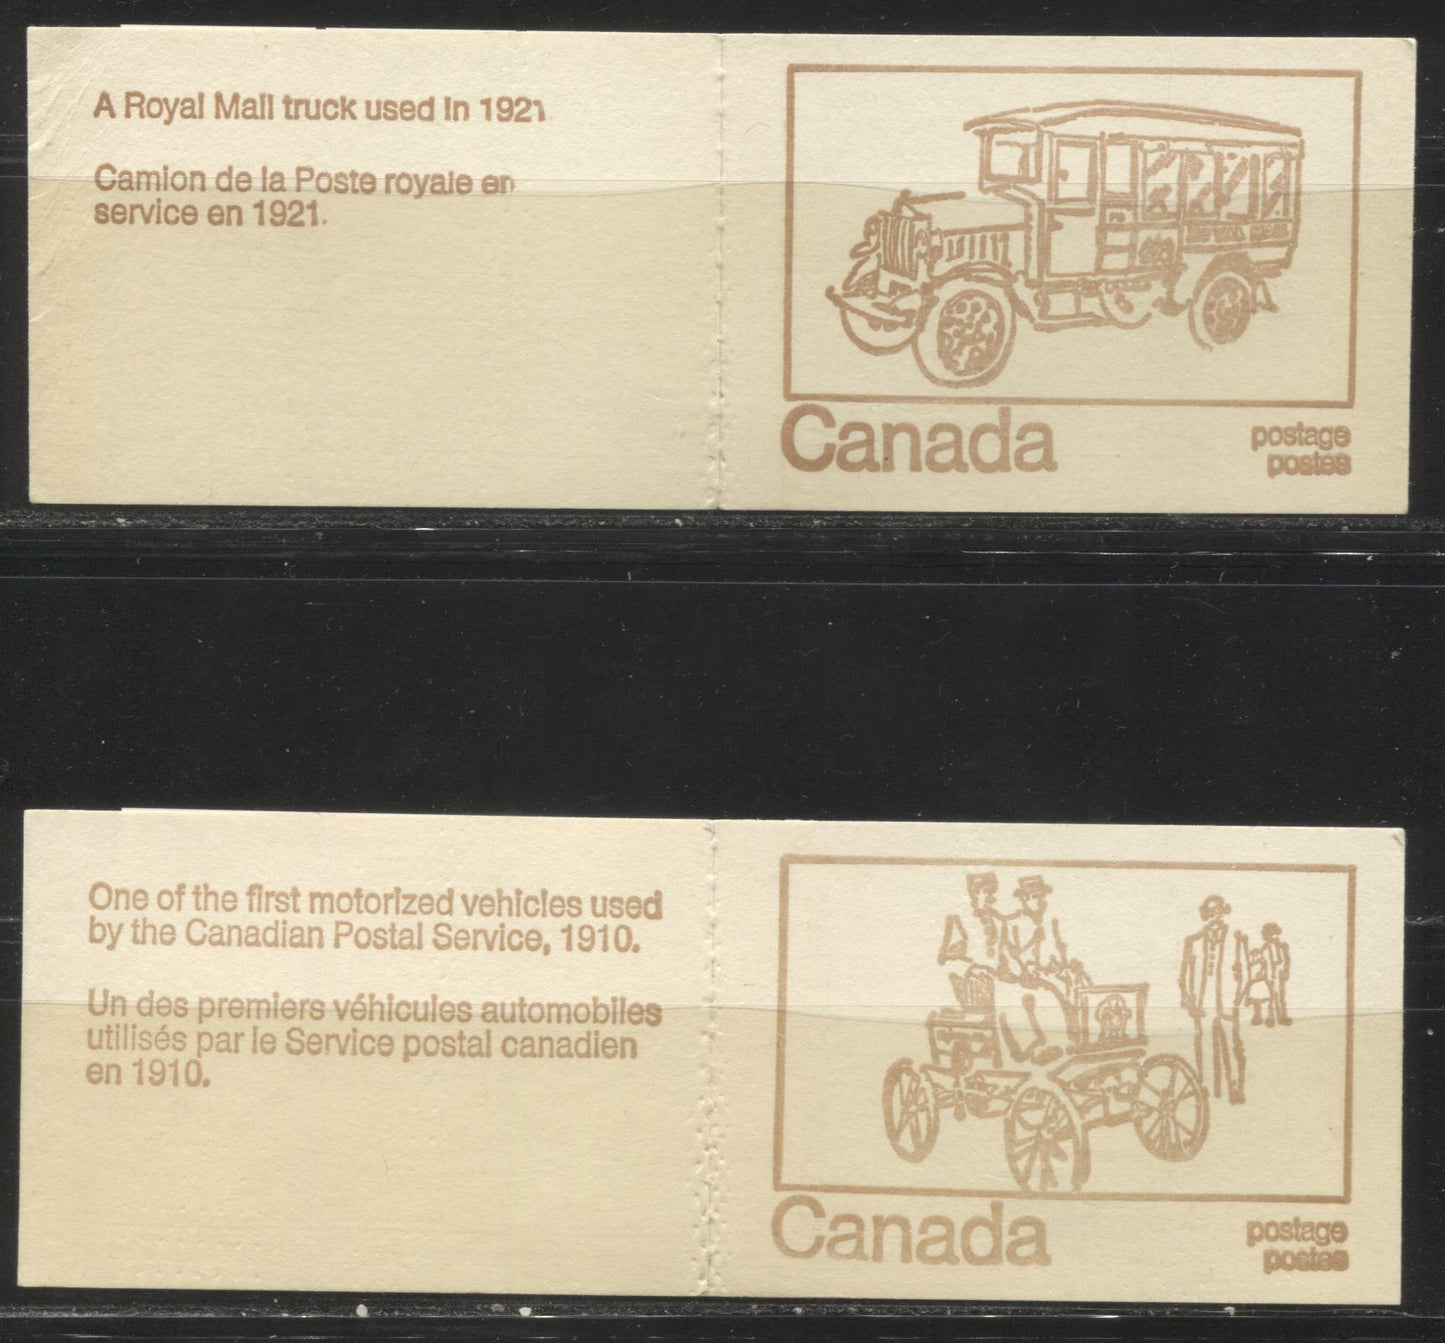 A Royal Mail truck used in 1921
Camion de la Poste royale en
service en 1921.
ROYAL MAIL
Canada
postage
postes
One of the first motorized vehicles used
by the Canadian Postal Service, 1910.
Un des premiers véhicules automobiles
utilisés par le Service postal canadien
en 1910.
Canada
postage
postes